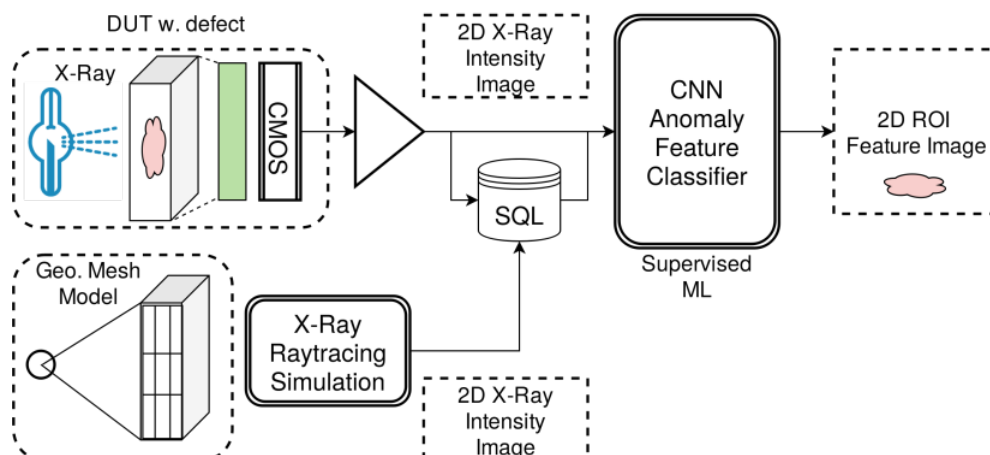 DUT w. defect
X-Ray
CMOS
2D X-Ray
Intensity
Image
SQL
CNN
Anomaly
Feature
Classifier
Supervised
ML
2D ROI
Feature Image
Geo. Mesh
Model
X-Ray
Raytracing
Simulation
2D X-Ray
Intensity
Image